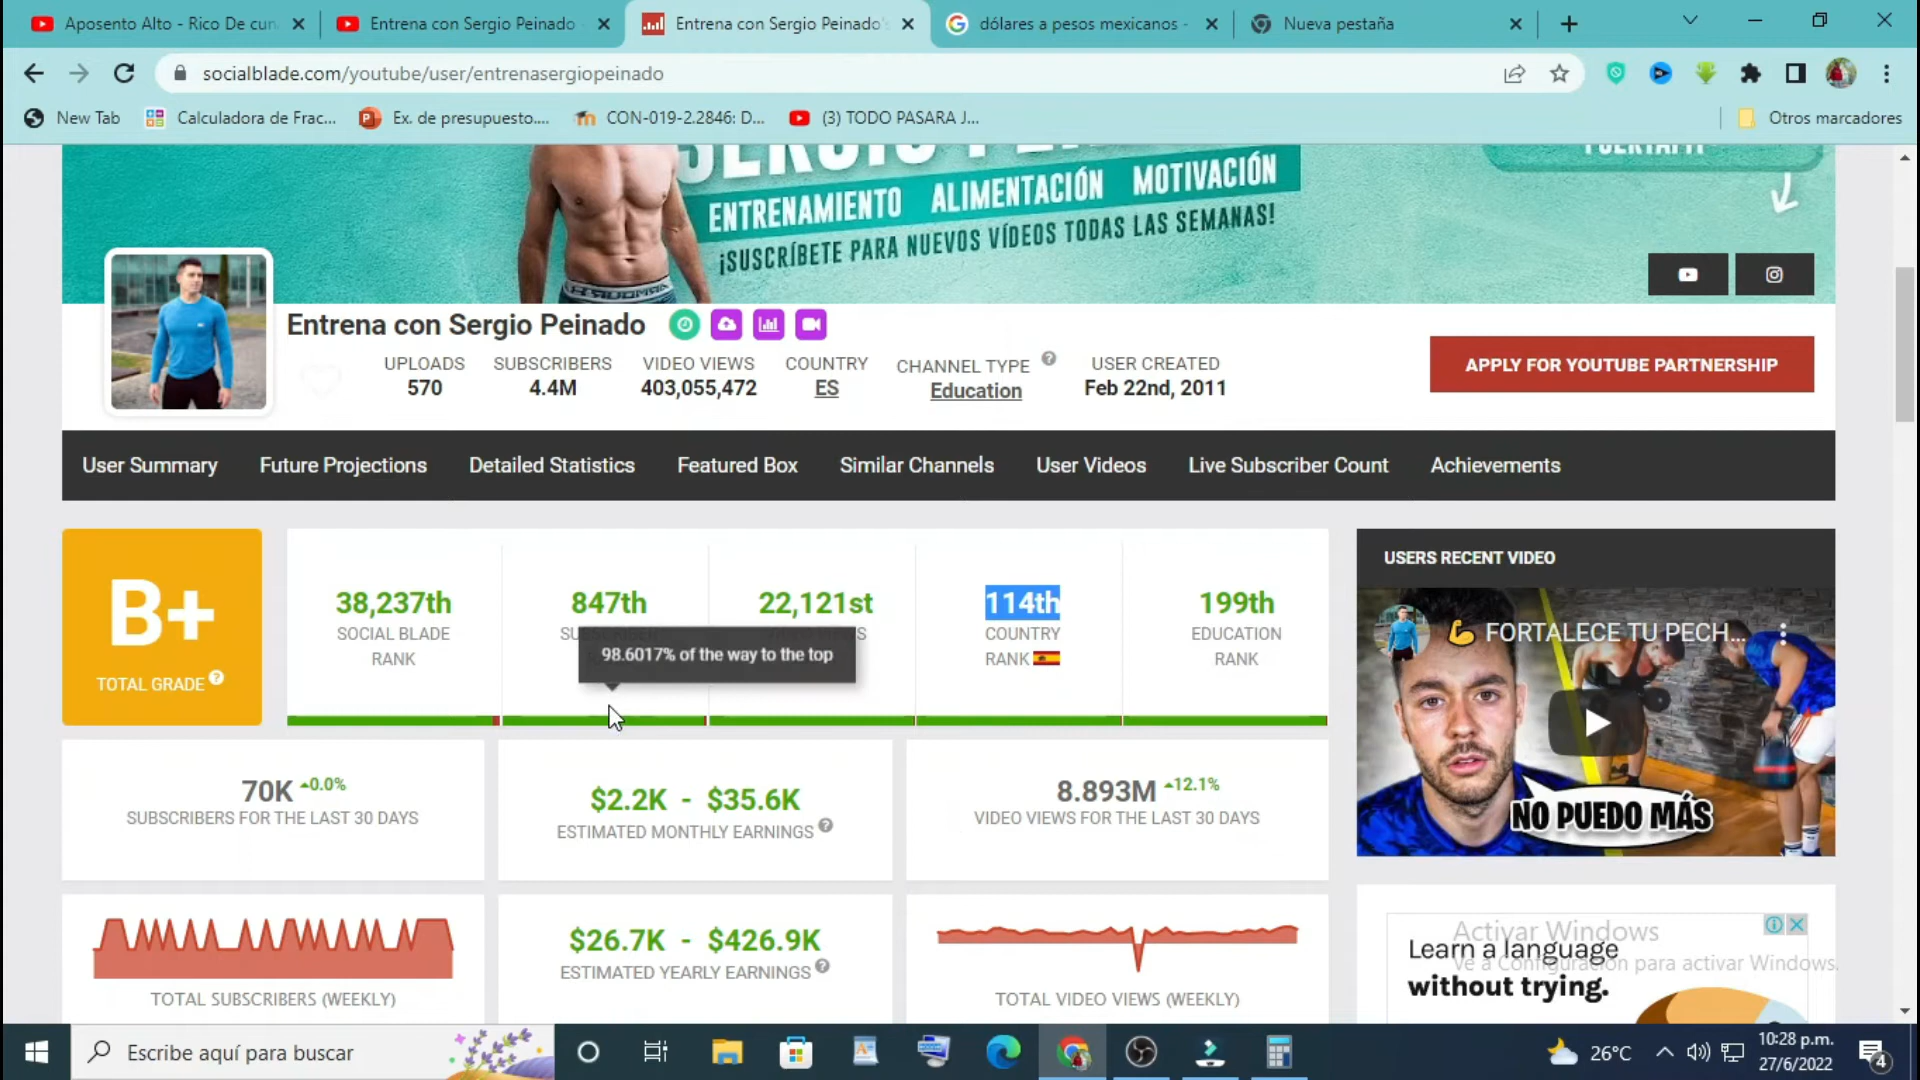 Aposento Alto - Rico De cun
Entrena con Sergio Peinado
Entrena con Sergio Peinado's
dólares a pesos mexicanos -
Nueva pestaña
socialblade.com/youtube/user/entrenasergiopeinado
New Tab
Calculadora de Frac...
Ex. de presupuesto....
CON-019-2.2846: D...
(3) TODO PASARA J...
Otros marcadores
ENTRENAMIENTO ALIMENTACIÓN MOTIVACIÓN
¡SUSCRÍBETE PARA NUEVOS VÍDEOS TODAS LAS SEMANAS!
Entrena con Sergio Peinado
UPLOADS
570
SUBSCRIBERS
4.4M
VIDEO VIEWS
403,055,472
COUNTRY
ES
CHANNEL TYPE
Education
USER CREATED
Feb 22nd, 2011
APPLY FOR YOUTUBE PARTNERSHIP
User Summary
Future Projections
Detailed Statistics
Featured Box
Similar Channels
User Videos
Live Subscriber Count
Achievements
B+
TOTAL GRADE
38,237th
SOCIAL BLADE
RANK
847th
98.6017% of the way to the top
22,121st
114th
COUNTRY
RANK
199th
EDUCATION
RANK
USERS RECENT VIDEO
FORTALECE TU PECH...
NO PUEDO MÁS
70K 0.0%
SUBSCRIBERS FOR THE LAST 30 DAYS
$2.2K - $35.6K
ESTIMATED MONTHLY EARNINGS
8.893M 12.1%
VIDEO VIEWS FOR THE LAST 30 DAYS
TOTAL SUBSCRIBERS (WEEKLY)
$26.7K - $426.9K
ESTIMATED YEARLY EARNINGS
TOTAL VIDEO VIEWS (WEEKLY)
Activar Windows
Ve a Configuración para activar Windows.
Learn a language
without trying.
Escribe aquí para buscar
26°C
10:28 p.m.
27/6/2022
4